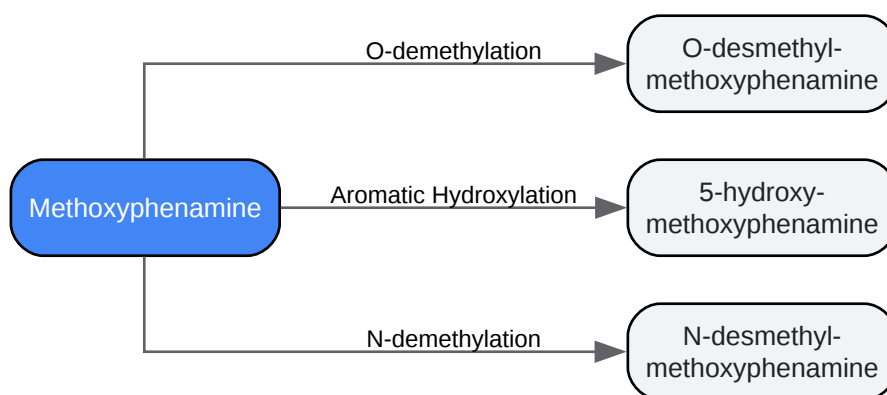 O-demethylation
O-desmethyl-
methoxyphenamine
Methoxyphenamine
Aromatic Hydroxylation
5-hydroxy-
methoxyphenamine
N-demethylation
N-desmethyl-
methoxyphenamine